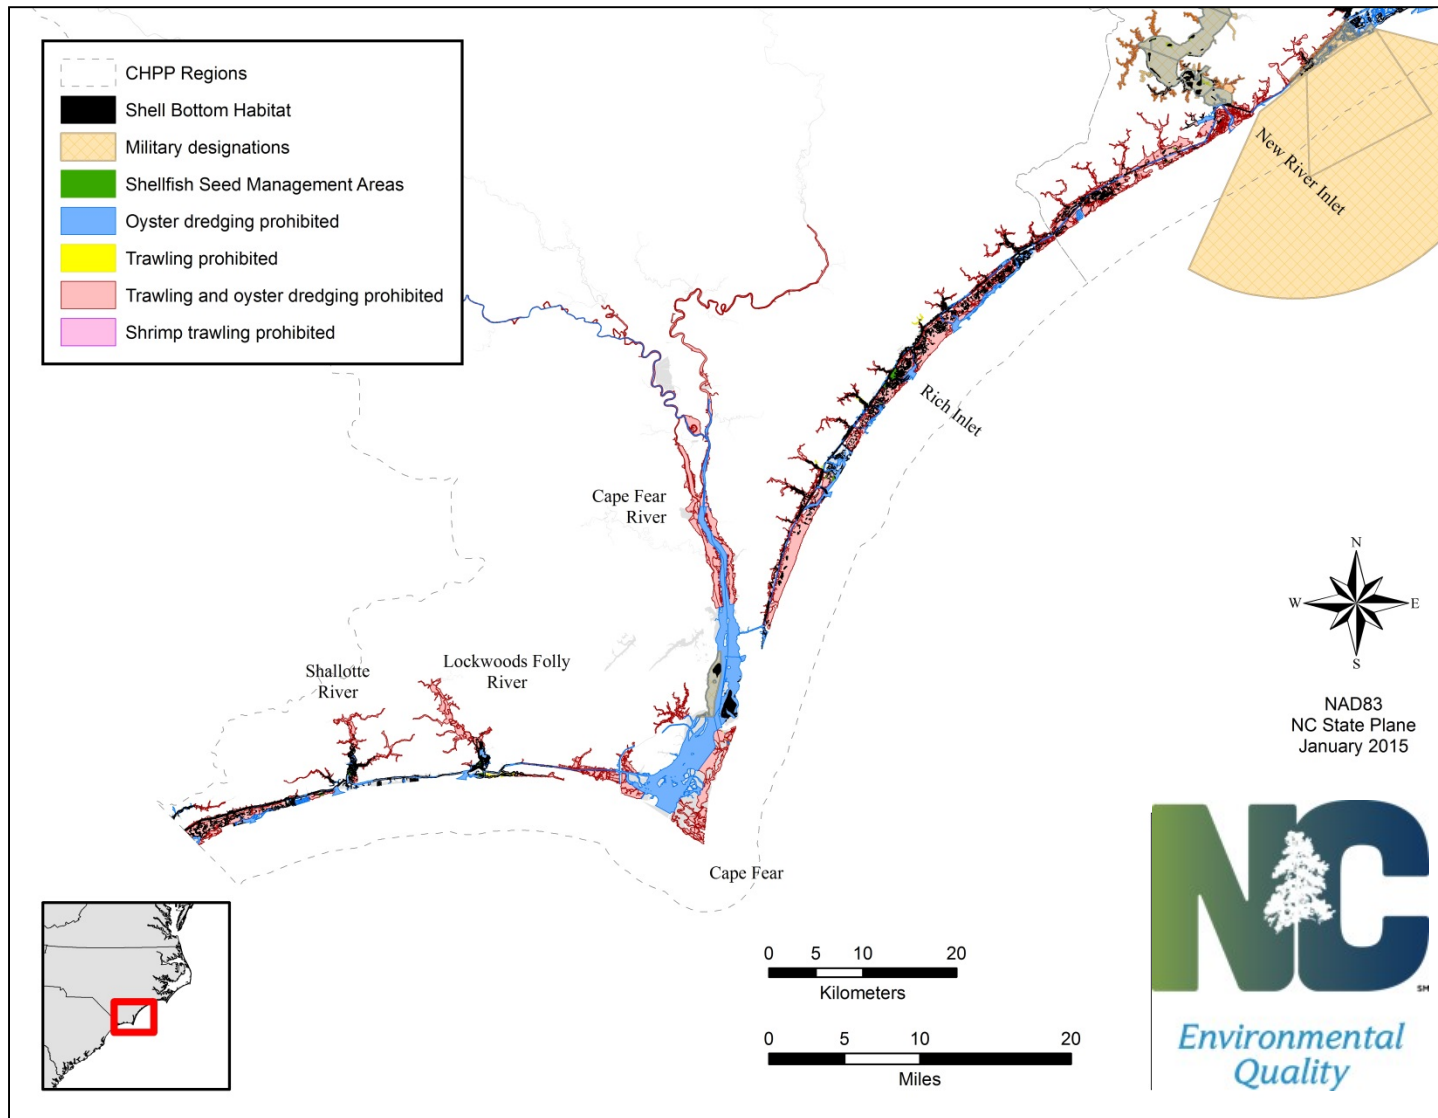 CHPP Regions
Shell Bottom Habitat
Military designations
Shellfish Seed Management Areas
Oyster dredging prohibited
Trawling prohibited
Trawling and oyster dredging prohibited
Shrimp trawling prohibited
New River Inlet
Rich Inlet
Cape Fear
River
Shallotte
River
Lockwoods Folly
River
Cape Fear
N
W
E
S
NAD83
NC State Plane
January 2015
0 5 10 20
Kilometers
0 5 10 20
Miles
NC
SM
Environmental
Quality